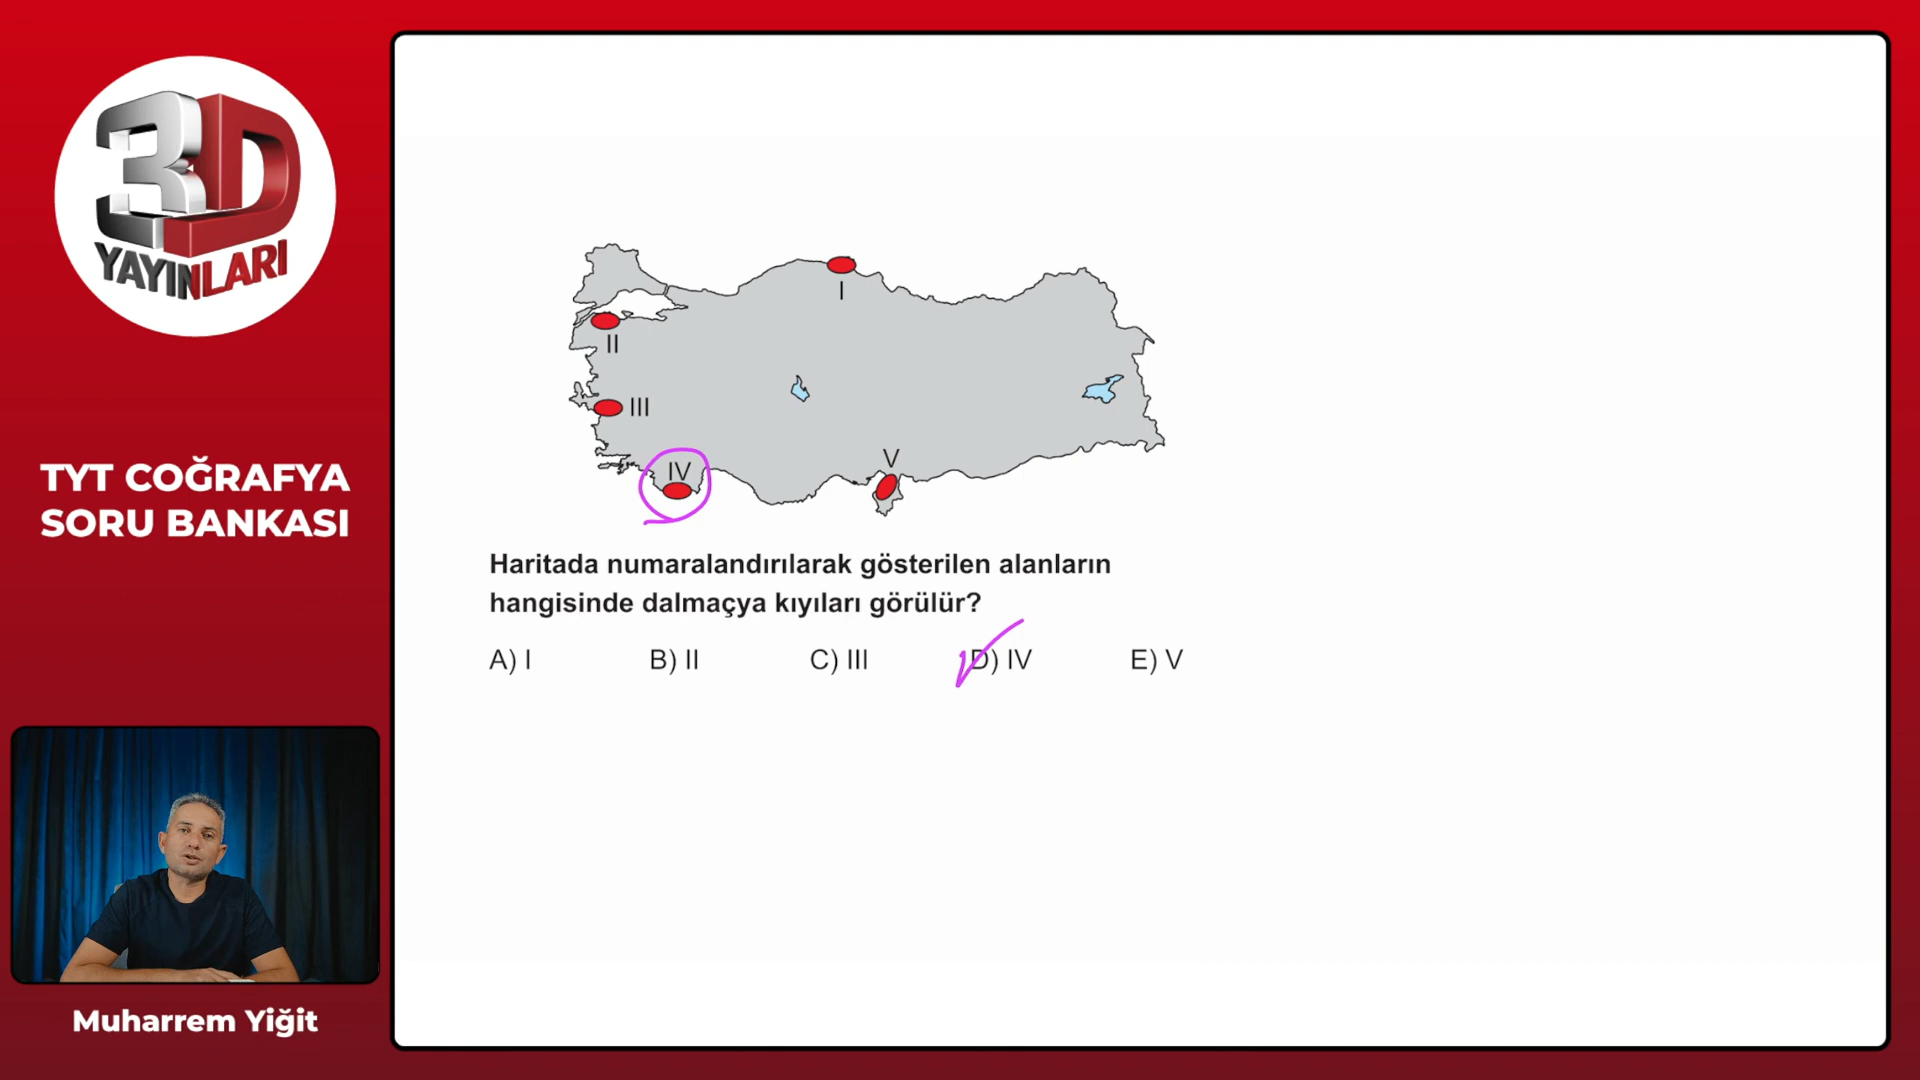 3D
YAYINLARI
TYT COĞRAFYA
SORU BANKASI
Muharrem Yiğit
I
II
III
IV
V
Haritada numaralandırılarak gösterilen alanların
hangisinde dalmaçya kıyıları görülür?
A) I B) II C) III D) IV E) V